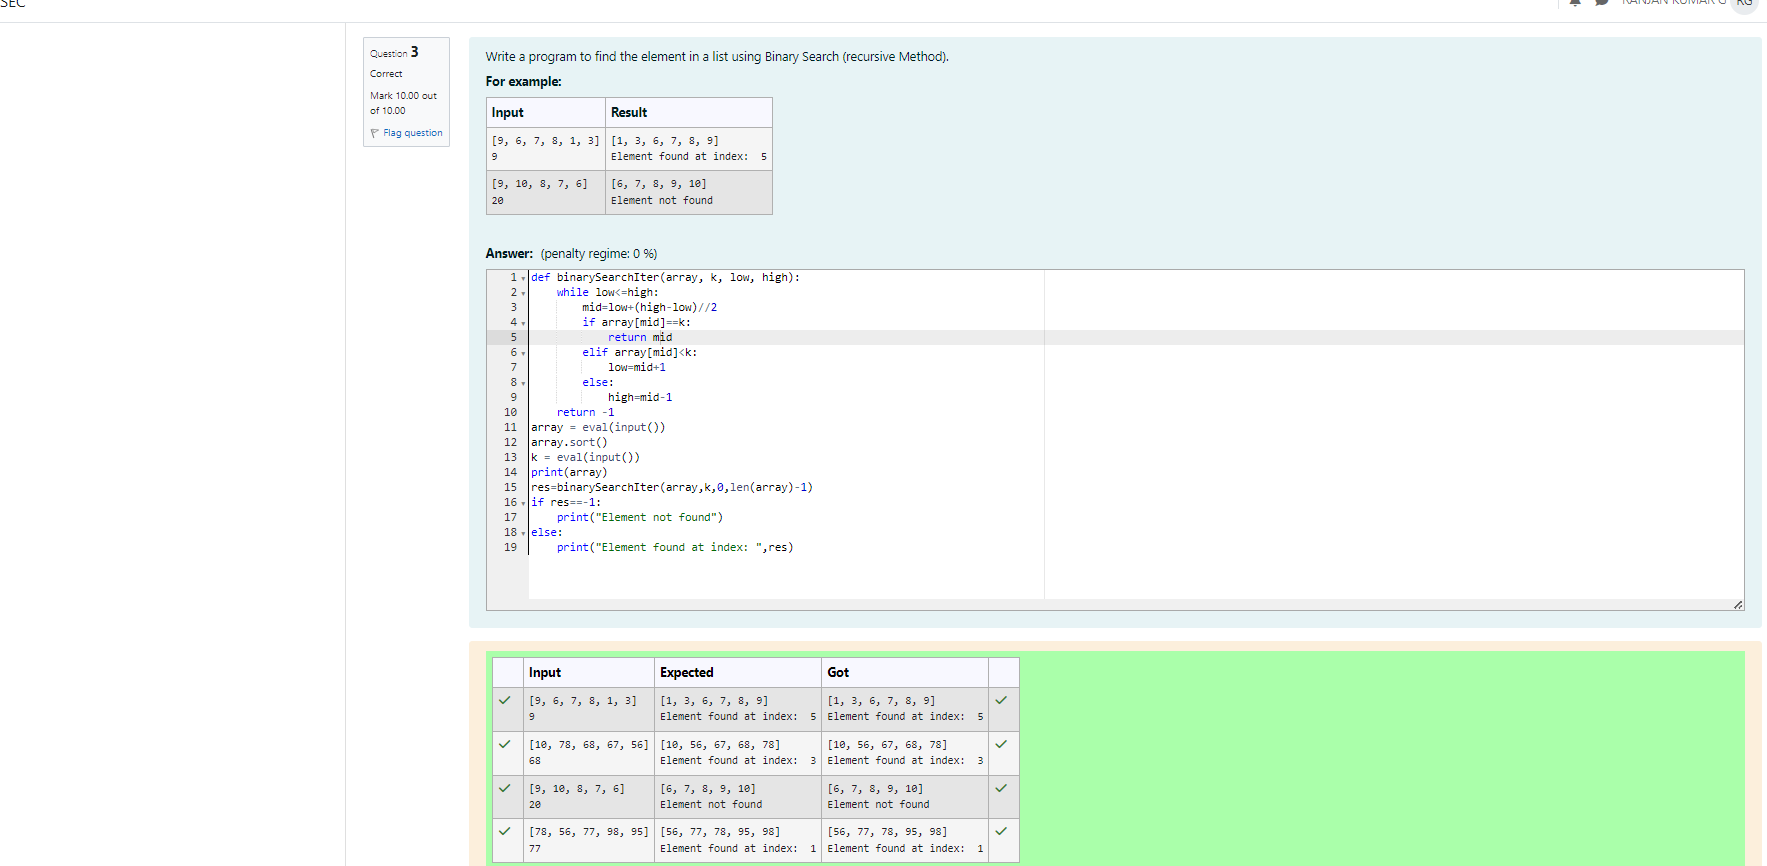 SEC
RANJAN KUMAR G RG
Question 3
Correct
Mark 10.00 out
of 10.00
Flag question
Write a program to find the element in a list using Binary Search (recursive Method).
For example:
Input Result
[9, 6, 7, 8, 1, 3] [1, 3, 6, 7, 8, 9]
9 Element found at index:  5
[9, 10, 8, 7, 6] [6, 7, 8, 9, 10]
20 Element not found
Answer: (penalty regime: 0 %)
1 def binarySearchIter(array, k, low, high):
2     while low<=high:
3         mid=low+(high-low)//2
4         if array[mid]==k:
5             return mid
6         elif array[mid]<k:
7             low=mid+1
8         else:
9             high=mid-1
10     return -1
11 array = eval(input())
12 array.sort()
13 k = eval(input())
14 print(array)
15 res=binarySearchIter(array,k,0,len(array)-1)
16 if res==-1:
17     print("Element not found")
18 else:
19     print("Element found at index: ",res)
Input Expected Got
[9, 6, 7, 8, 1, 3] [1, 3, 6, 7, 8, 9] [1, 3, 6, 7, 8, 9]
9 Element found at index:  5 Element found at index:  5
[10, 78, 68, 67, 56] [10, 56, 67, 68, 78] [10, 56, 67, 68, 78]
68 Element found at index:  3 Element found at index:  3
[9, 10, 8, 7, 6] [6, 7, 8, 9, 10] [6, 7, 8, 9, 10]
20 Element not found Element not found
[78, 56, 77, 98, 95] [56, 77, 78, 95, 98] [56, 77, 78, 95, 98]
77 Element found at index:  1 Element found at index:  1